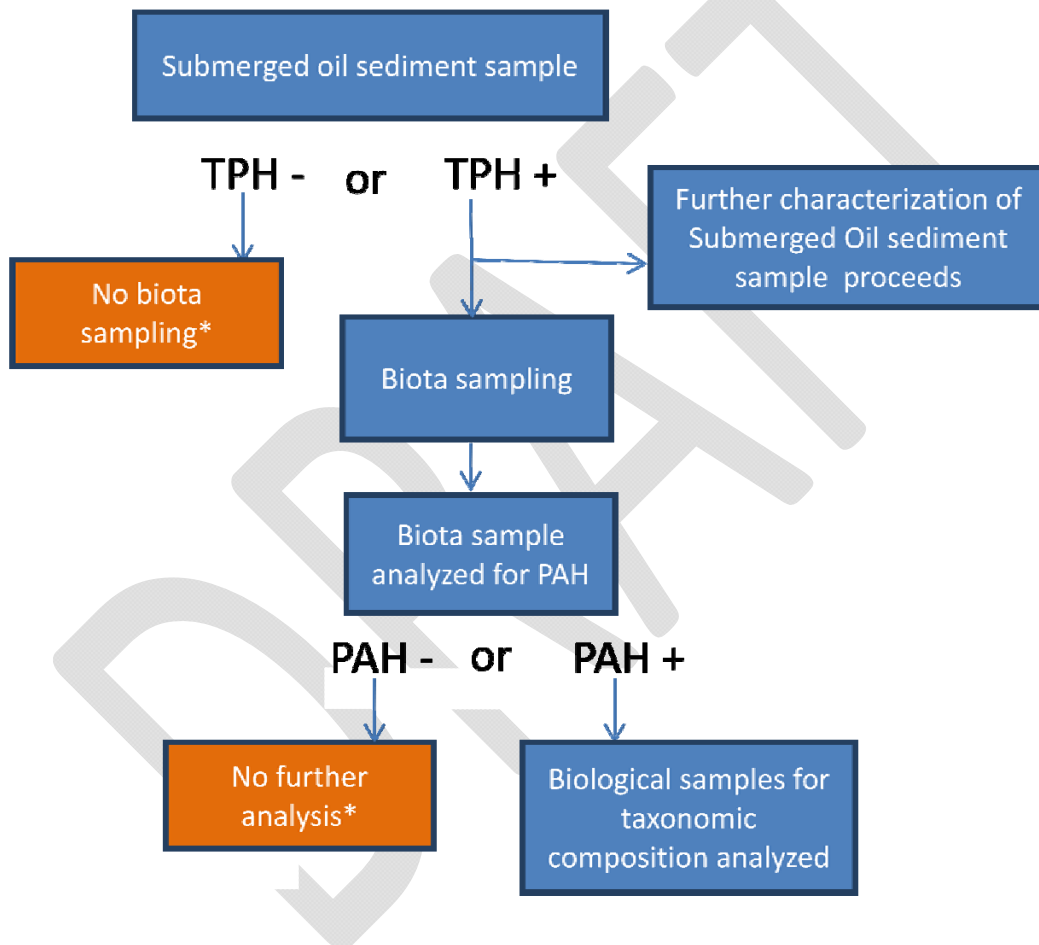 Submerged oil sediment sample
TPH - or TPH +
Further characterization of
Submerged Oil sediment
sample proceeds
No biota
sampling*
Biota sampling
Biota sample
analyzed for PAH
PAH - or PAH +
No further
analysis*
Biological samples for
taxonomic
composition analyzed
DRAFT